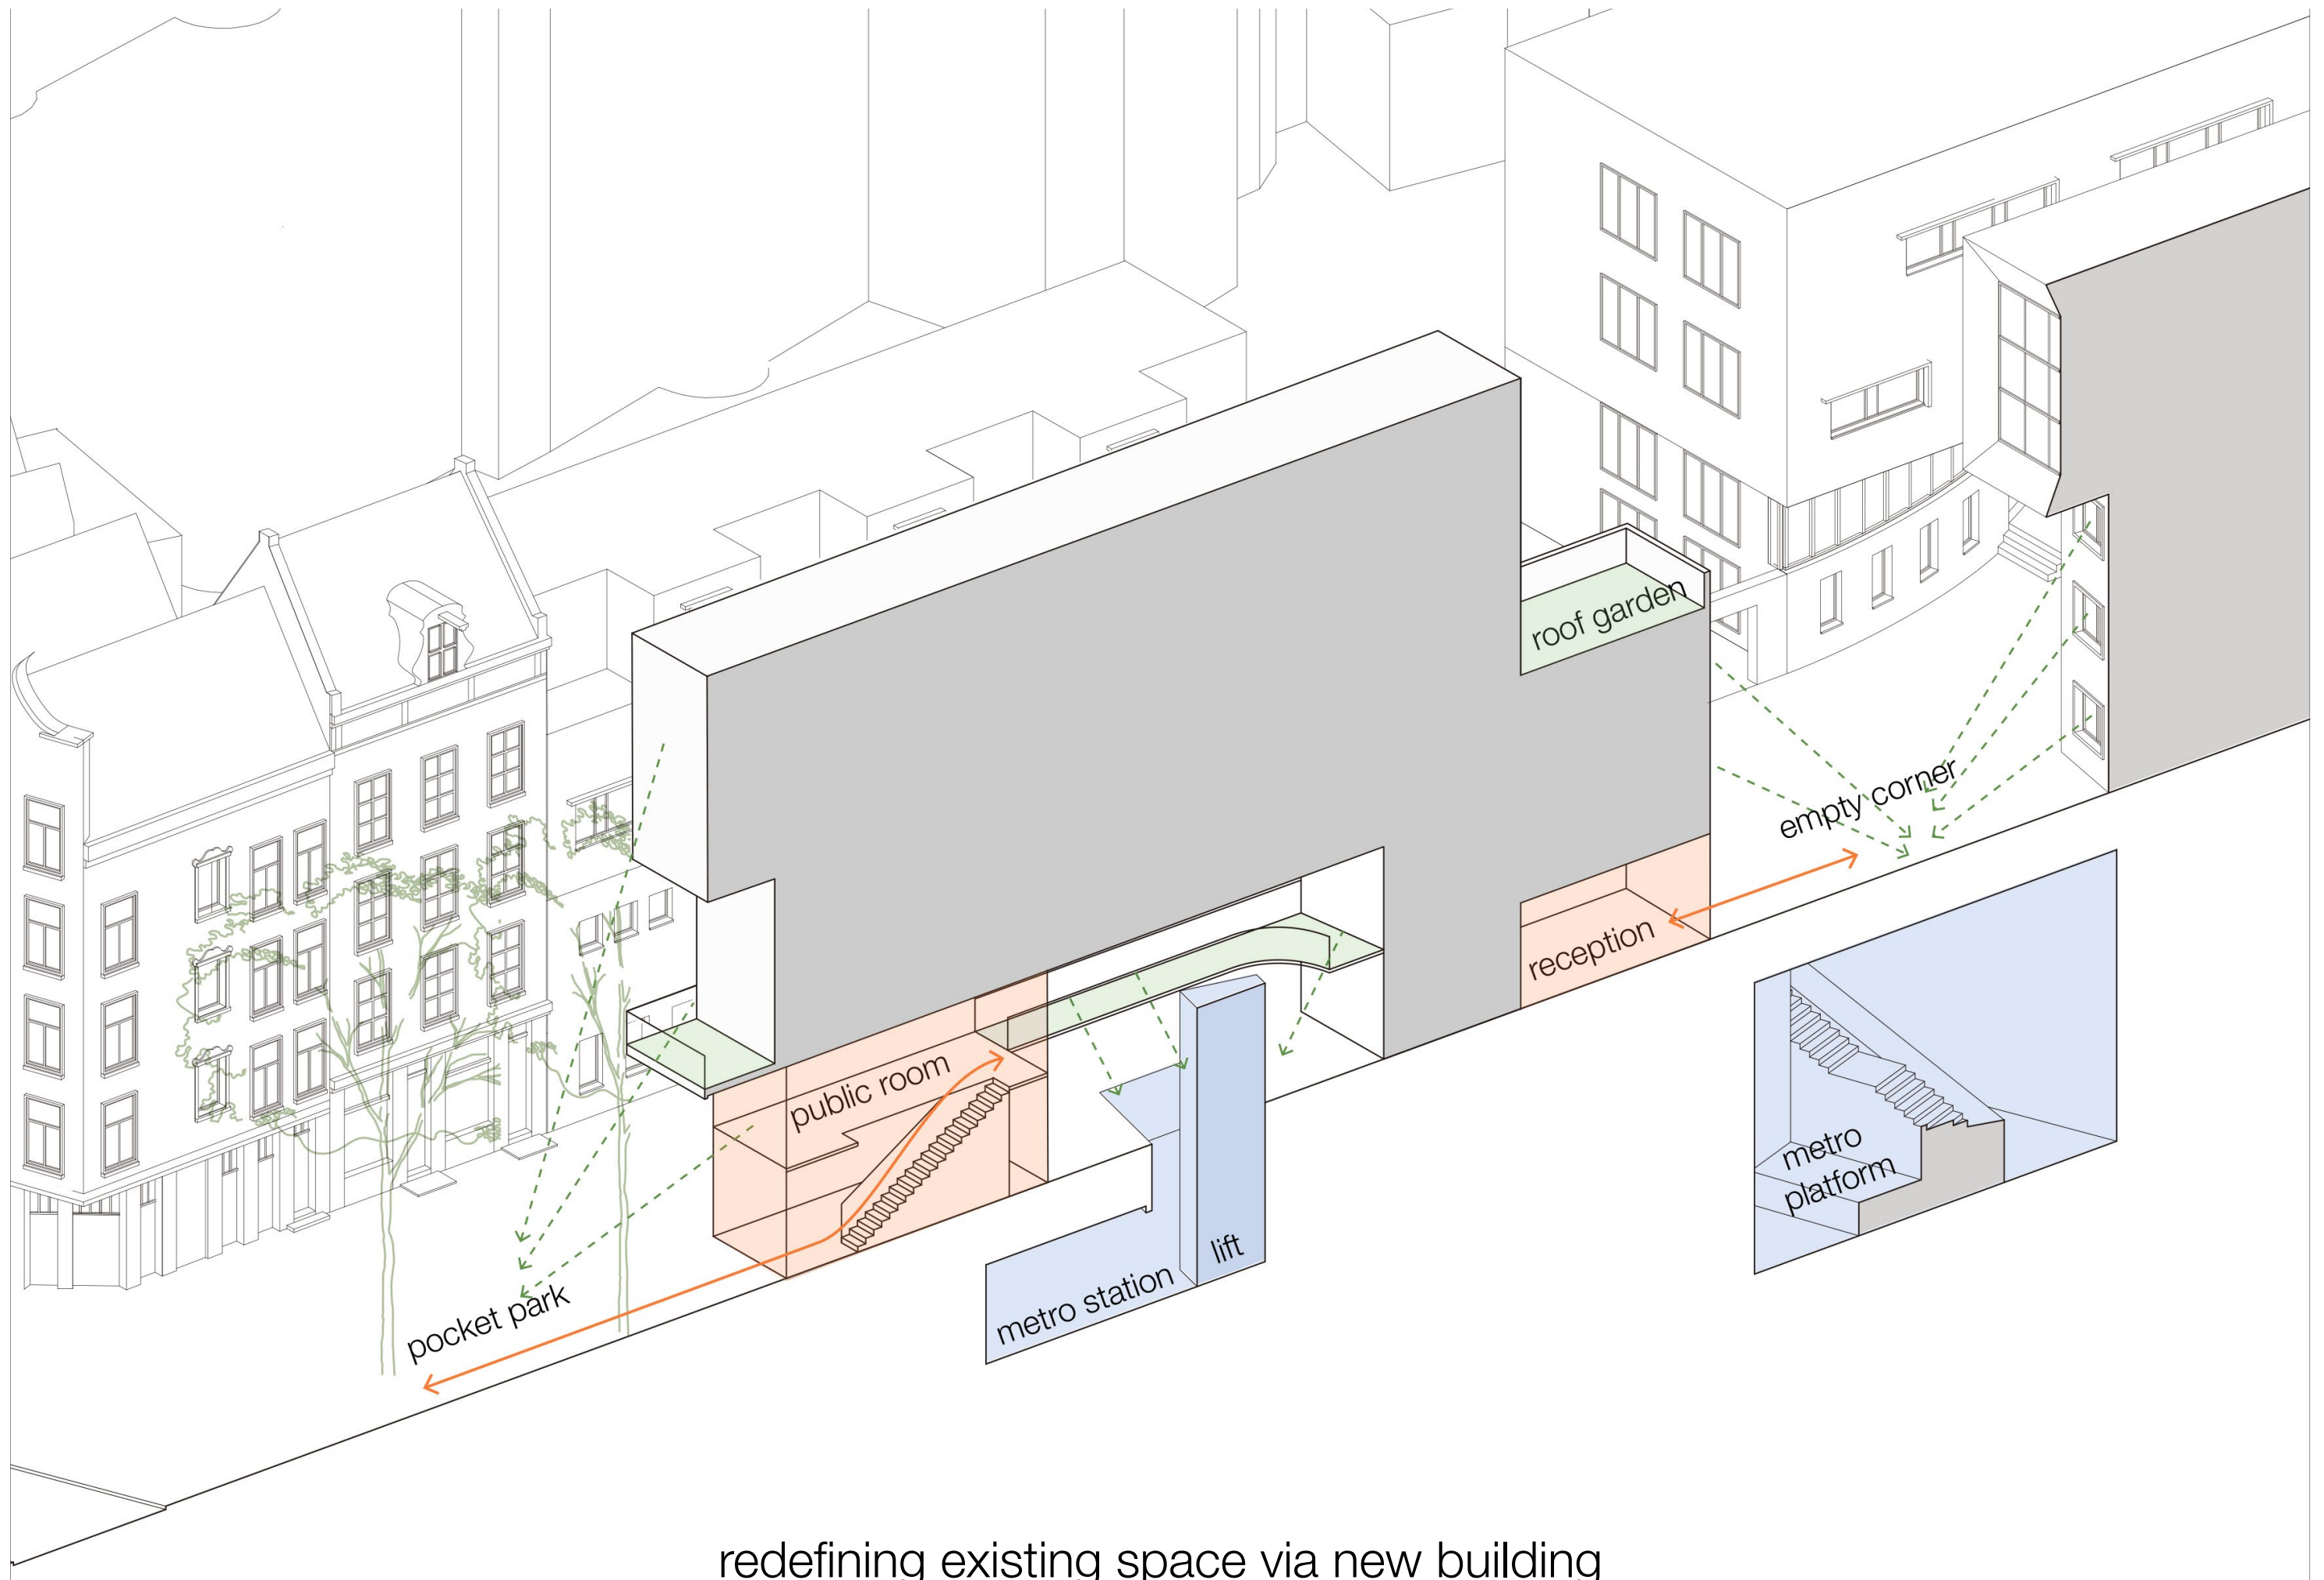 roof garden
empty corner
reception
public room
metro
platform
lift
metro station
pocket park
redefining existing space via new building